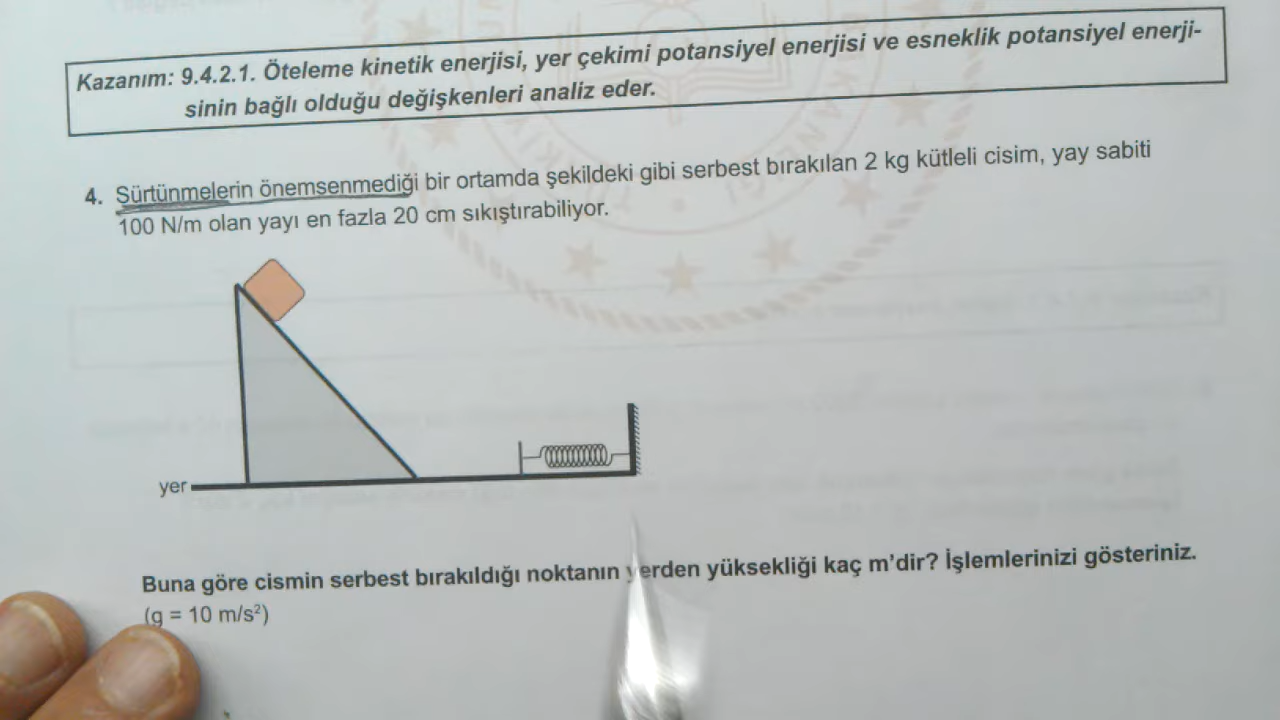 Kazanım: 9.4.2.1. Öteleme kinetik enerjisi, yer çekimi potansiyel enerjisi ve esneklik potansiyel enerji-
sinin bağlı olduğu değişkenleri analiz eder.
4. Sürtünmelerin önemsenmediği bir ortamda şekildeki gibi serbest bırakılan 2 kg kütleli cisim, yay sabiti
100 N/m olan yayı en fazla 20 cm sıkıştırabiliyor.
yer
Buna göre cismin serbest bırakıldığı noktanın yerden yüksekliği kaç m'dir? İşlemlerinizi gösteriniz.
(g = 10 m/s²)